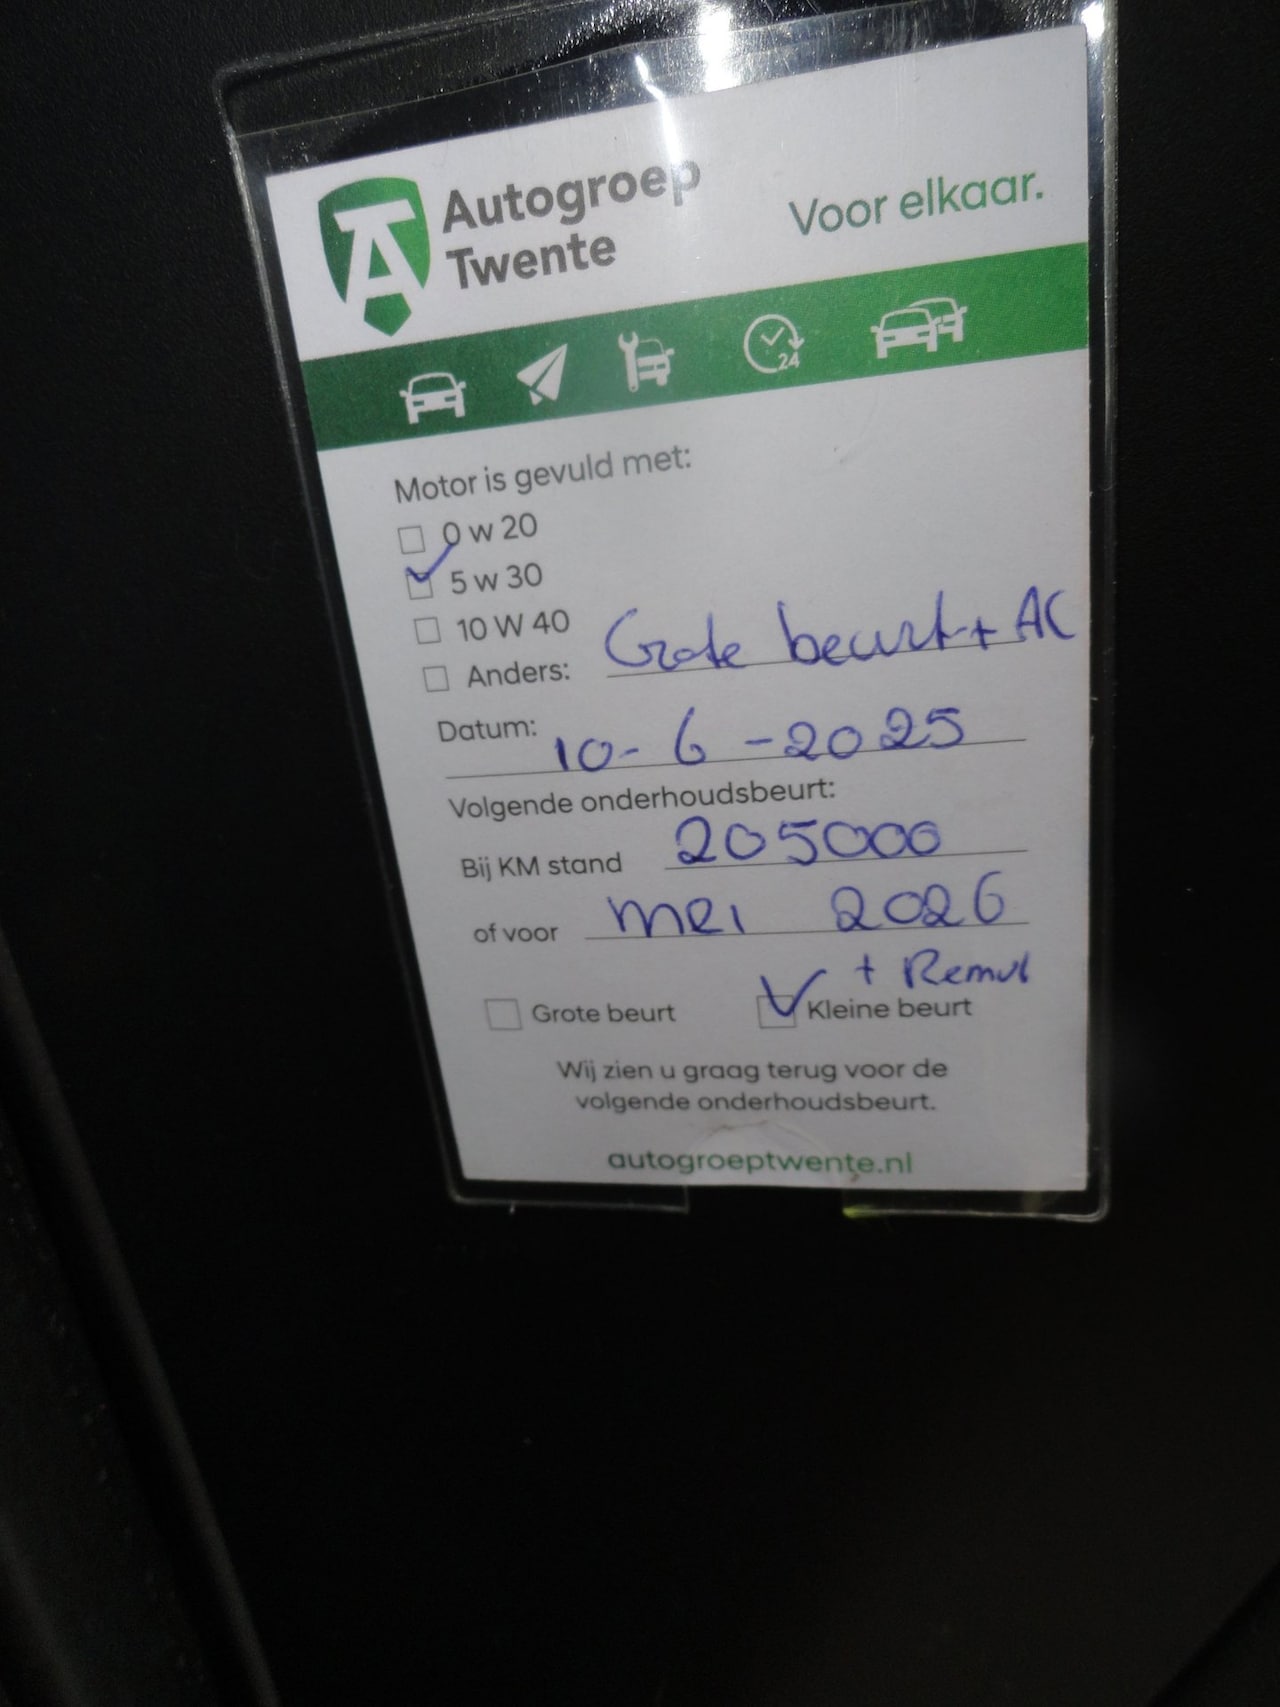 Autogroep
Twente
Voor elkaar.
24
Motor is gevuld met:
0 w 20
5 w 30
10 W 40
Anders: Grote beurt + AC
Datum: 10-6-2025
Volgende onderhoudsbeurt:
Bij KM stand 205000
of voor mei 2026
+ Remvl
Grote beurt Kleine beurt
Wij zien u graag terug voor de
volgende onderhoudsbeurt.
autogroeptwente.nl